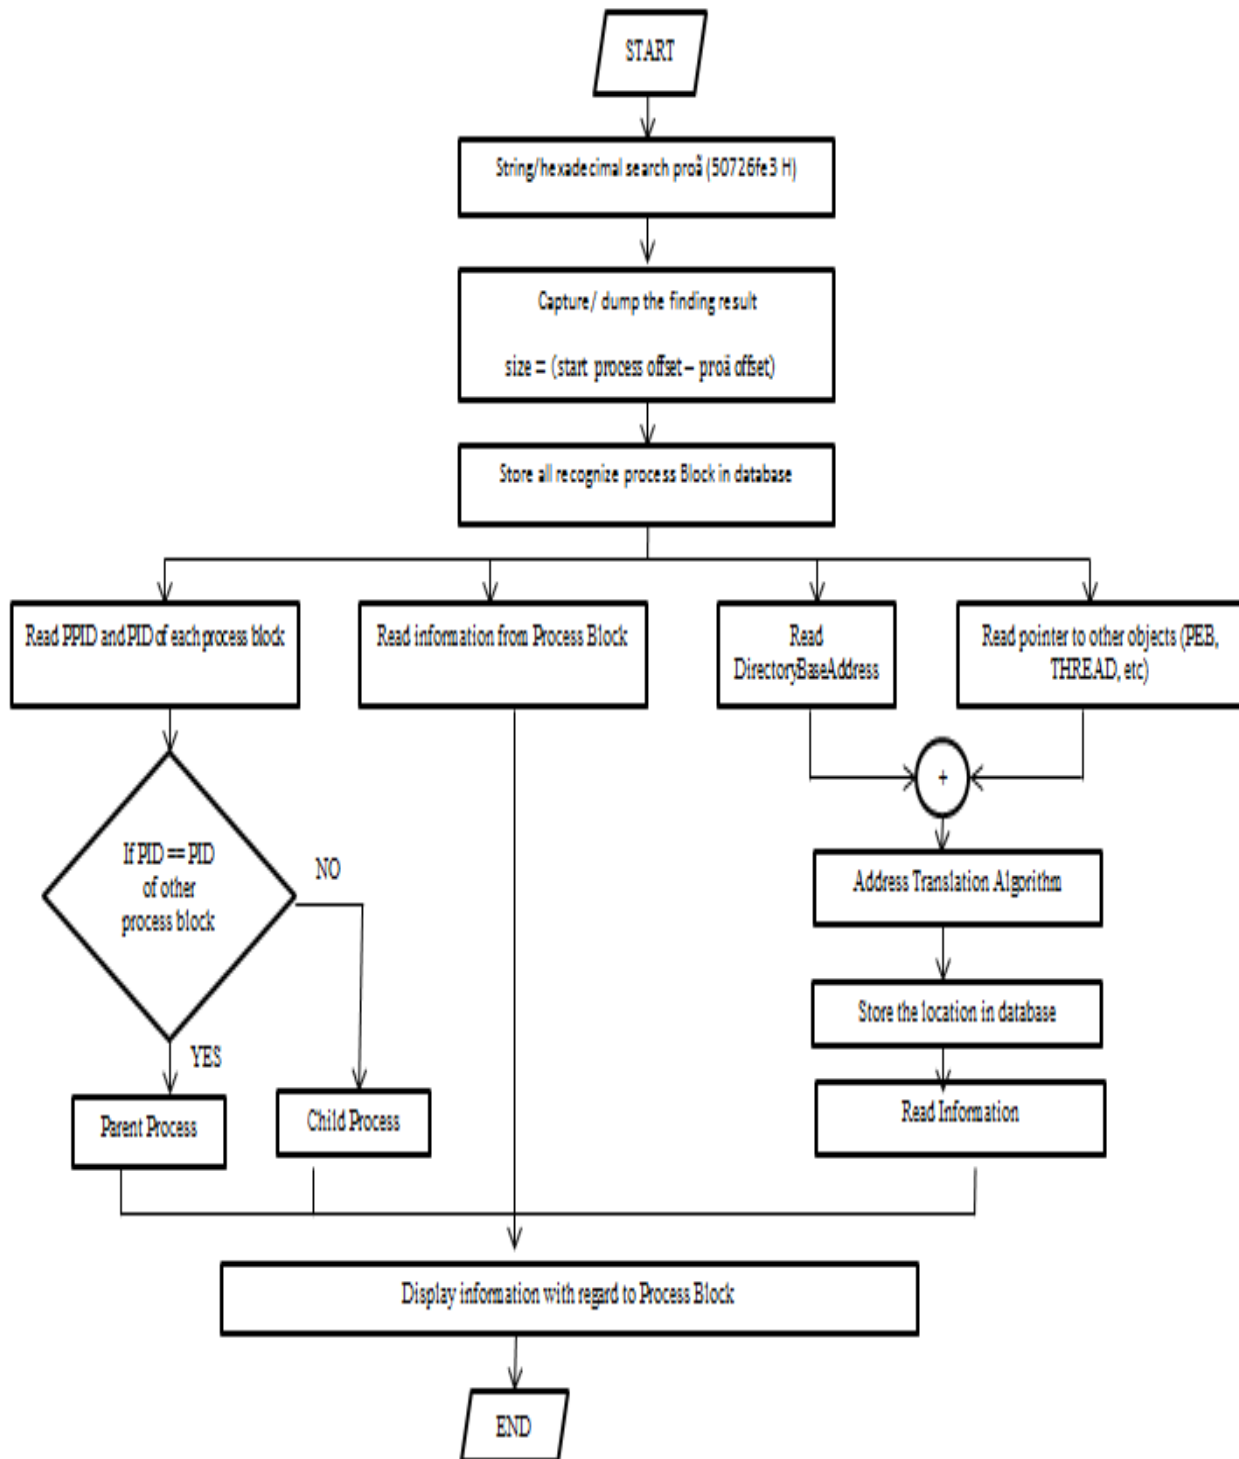 START
String/hexadecimal search proã (50726fe3 H)
Capture/ dump the finding result
size = (start process offset – proã offset)
Store all recognize process Block in database
Read PPID and PID of each process block
Read information from Process Block
Read
DirectoryBaseAddress
Read pointer to other objects (PEB,
THREAD, etc)
+
If PID == PID
of other
process block
NO
YES
Address Translation Algorithm
Store the location in database
Read Information
Parent Process
Child Process
Display information with regard to Process Block
END